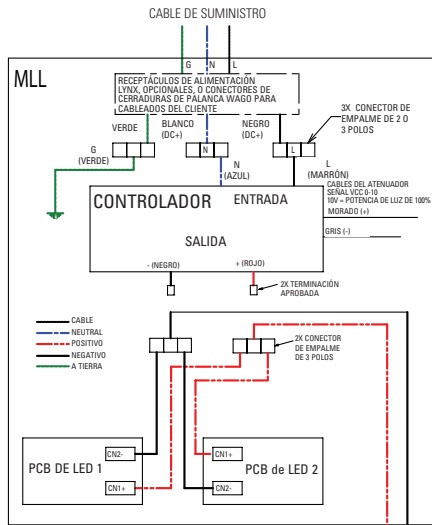 CABLE DE SUMINISTRO
G N L
MLL
RECEPTÁCULOS DE ALIMENTACIÓN
LYNX, OPCIONALES, O CONECTORES DE
CERRADURAS DE PALANCA WAGO PARA
CABLEADOS DEL CLIENTE
VERDE
BLANCO
(DC+)
NEGRO
(DC+)
3X CONECTOR DE
EMPALME DE 2 O
3 POLOS
G
(VERDE)
N
L
N
(AZUL)
L
(MARRÓN)
CABLES DEL ATENUADOR
SEÑAL VCC 0-10
10V = POTENCIA DE LUZ DE 100%
MORADO (+)
GRIS (-)
CONTROLADOR
ENTRADA
SALIDA
- (NEGRO)
+ (ROJO)
2X TERMINACIÓN
APROBADA
CABLE
NEUTRAL
POSITIVO
NEGATIVO
A TIERRA
2X CONECTOR
DE EMPALME
DE 3 POLOS
CN2-
PCB DE LED 1
CN1+
CN1+
PCB de LED 2
CN2-